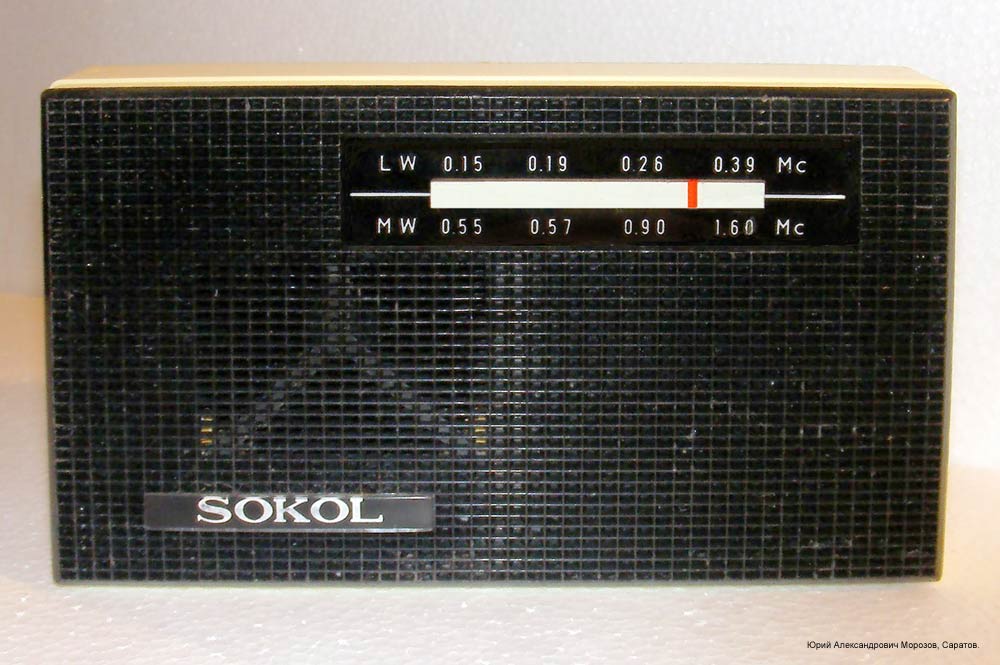 LW 0.15 0.19 0.26 0.39 Mc
MW 0.55 0.57 0.90 1.60 Mc
SOKOL
Юрий Александрович Морозов, Саратов.